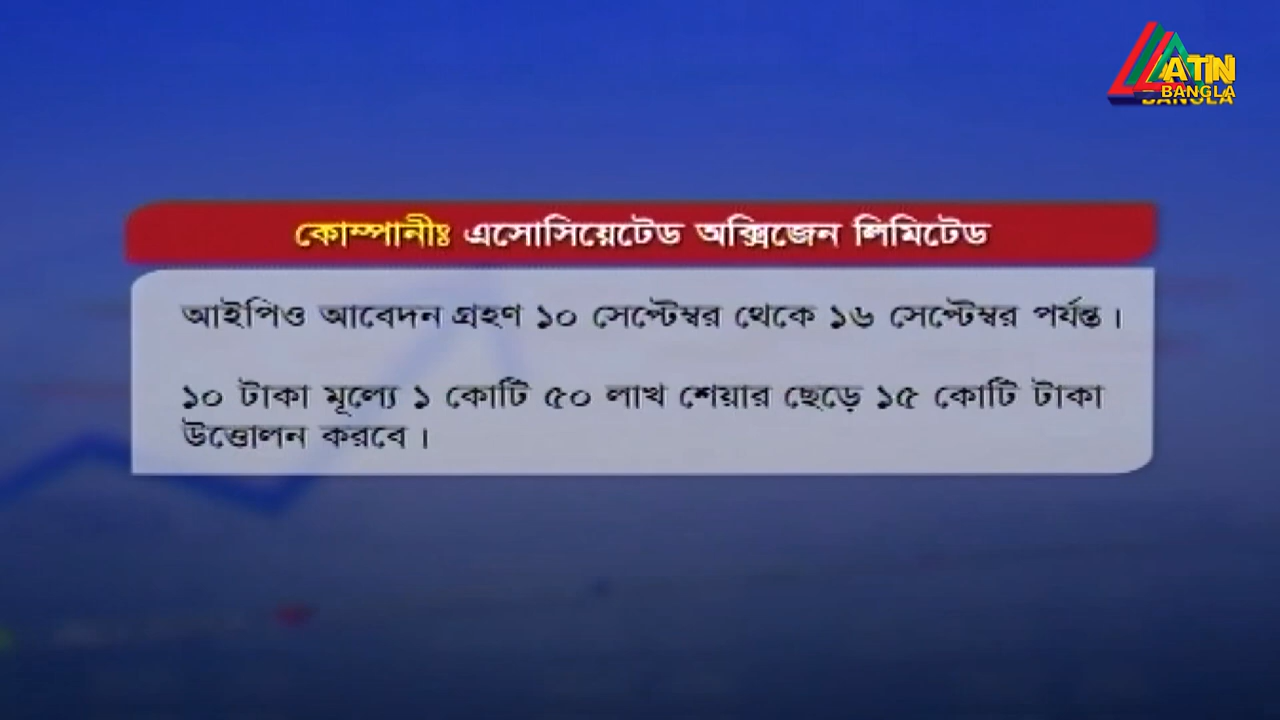 ATN
BANGLA
কোম্পানীঃ এসোসিয়েটেড অক্সিজেন লিমিটেড
আইপিও আবেদন গ্রহণ ১০ সেপ্টেম্বর থেকে ১৬ সেপ্টেম্বর পর্যন্ত।
১০ টাকা মূল্যে ১ কোটি ৫০ লাখ শেয়ার ছেড়ে ১৫ কোটি টাকা
উত্তোলন করবে।